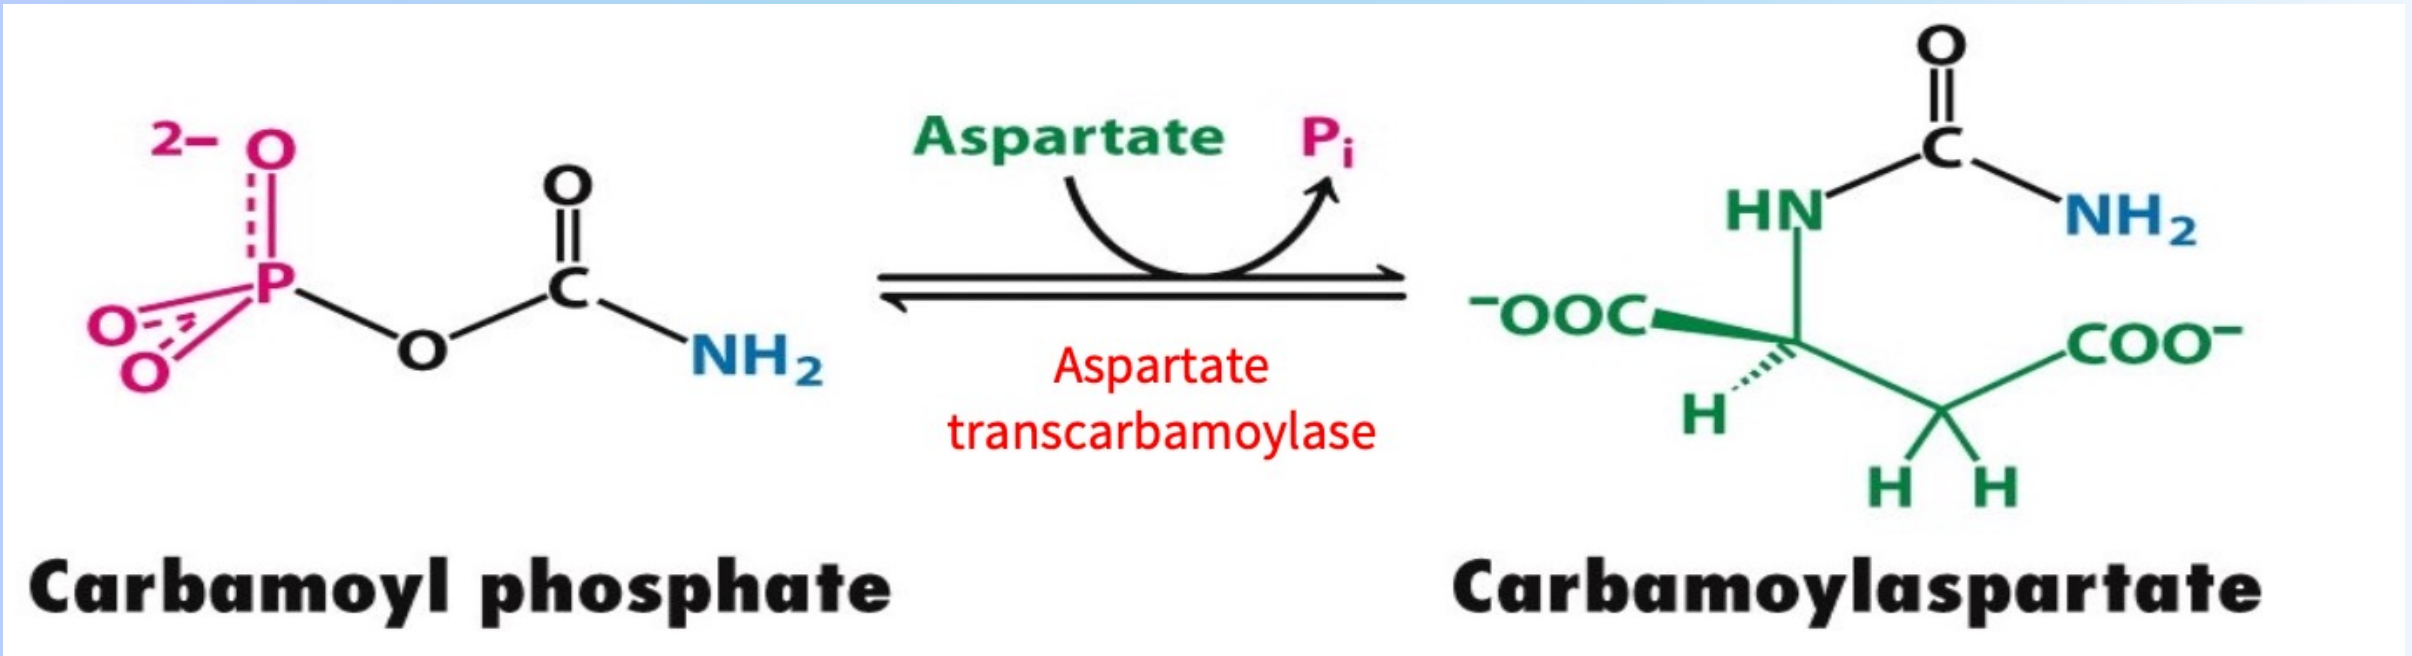 2– O
O
O
P
O
O
C
NH₂
Aspartate
Pᵢ
Aspartate
transcarbamoylase
O
C
HN
NH₂
⁻OOC
COO⁻
H
H H
Carbamoyl phosphate
Carbamoylaspartate